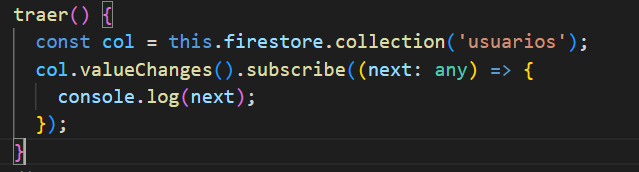 traer() {
  const col = this.firestore.collection('usuarios');
  col.valueChanges().subscribe((next: any) => {
    console.log(next);
  });
}